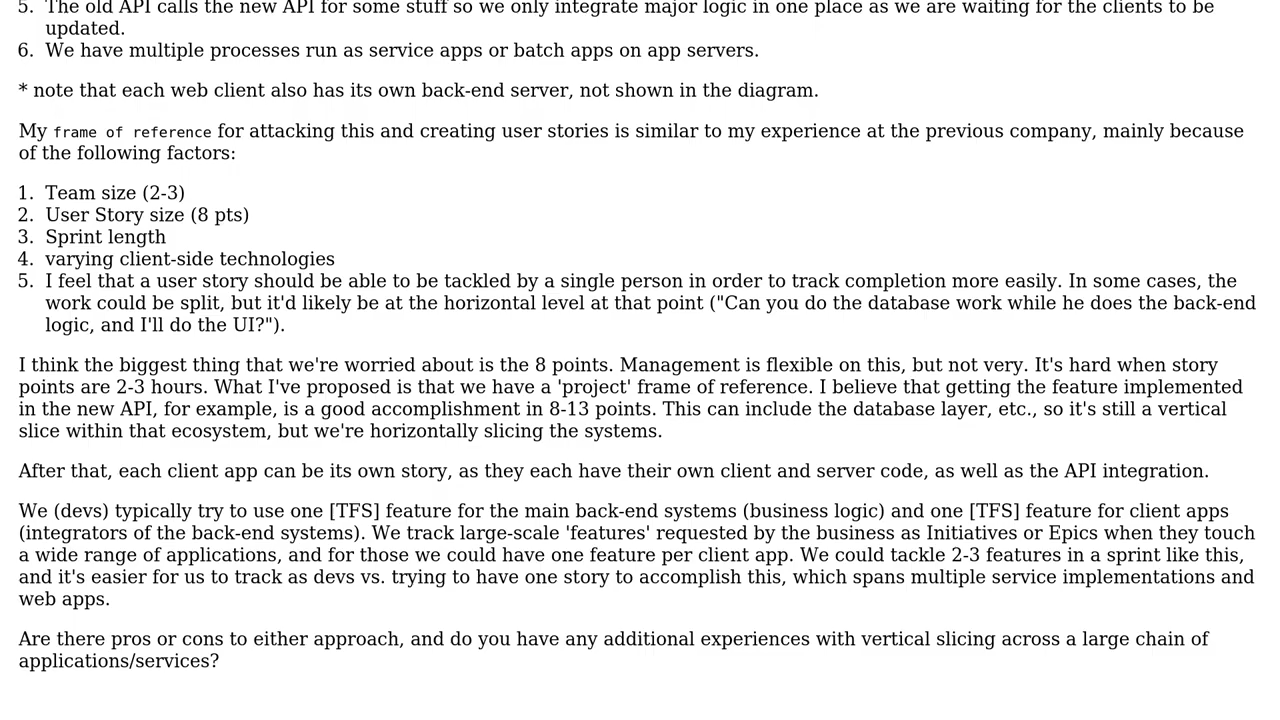 5. The old API calls the new API for some stuff so we only integrate major logic in one place as we are waiting for the clients to be
updated.
6. We have multiple processes run as service apps or batch apps on app servers.
* note that each web client also has its own back-end server, not shown in the diagram.
My frame of reference for attacking this and creating user stories is similar to my experience at the previous company, mainly because
of the following factors:
1. Team size (2-3)
2. User Story size (8 pts)
3. Sprint length
4. varying client-side technologies
5. I feel that a user story should be able to be tackled by a single person in order to track completion more easily. In some cases, the
work could be split, but it'd likely be at the horizontal level at that point ("Can you do the database work while he does the back-end
logic, and I'll do the UI?").
I think the biggest thing that we're worried about is the 8 points. Management is flexible on this, but not very. It's hard when story
points are 2-3 hours. What I've proposed is that we have a 'project' frame of reference. I believe that getting the feature implemented
in the new API, for example, is a good accomplishment in 8-13 points. This can include the database layer, etc., so it's still a vertical
slice within that ecosystem, but we're horizontally slicing the systems.
After that, each client app can be its own story, as they each have their own client and server code, as well as the API integration.
We (devs) typically try to use one [TFS] feature for the main back-end systems (business logic) and one [TFS] feature for client apps
(integrators of the back-end systems). We track large-scale 'features' requested by the business as Initiatives or Epics when they touch
a wide range of applications, and for those we could have one feature per client app. We could tackle 2-3 features in a sprint like this,
and it's easier for us to track as devs vs. trying to have one story to accomplish this, which spans multiple service implementations and
web apps.
Are there pros or cons to either approach, and do you have any additional experiences with vertical slicing across a large chain of
applications/services?